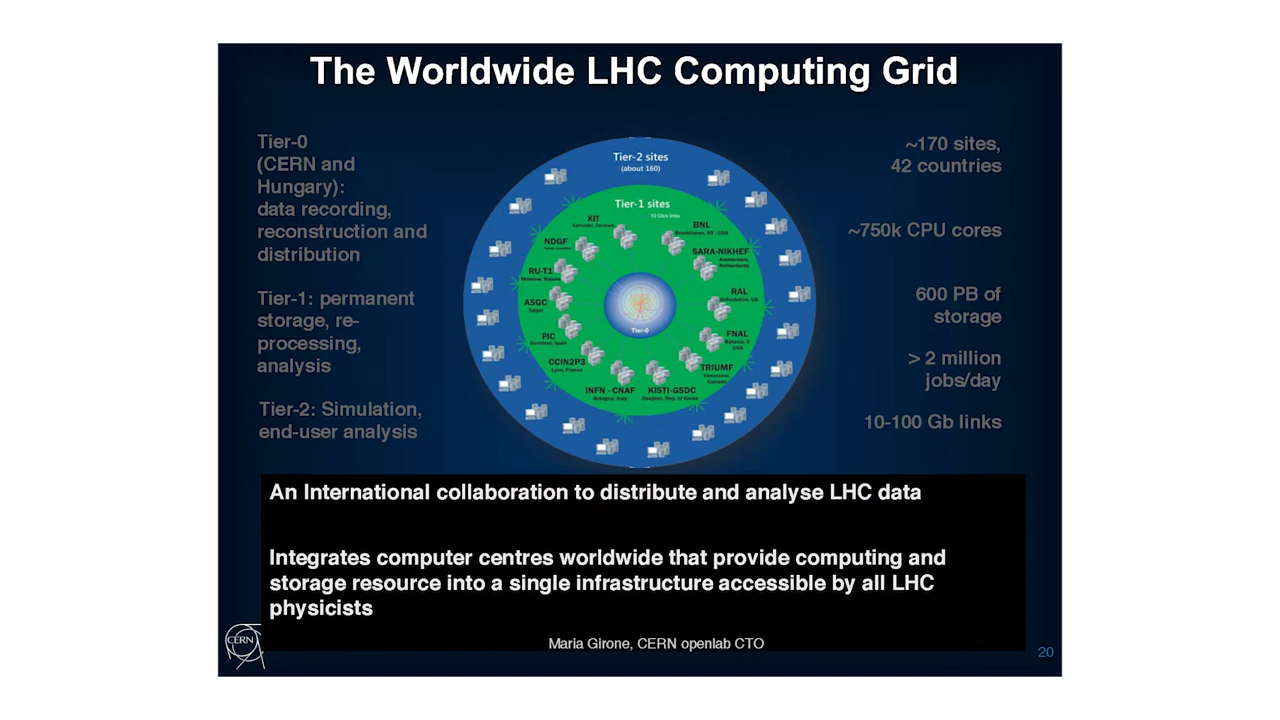 The Worldwide LHC Computing Grid
Tier-0
(CERN and
Hungary):
data recording,
reconstruction and
distribution
Tier-1: permanent
storage, re-
processing,
analysis
Tier-2: Simulation,
end-user analysis
Tier-2 sites
(about 160)
Tier-1 sites
10 Gb/s links
KIT
Karlsruhe, Germany
NDGF
RU-T1
Moscow, Russia
ASGC
Taipei
PIC
Barcelona, Spain
CCIN2P3
Lyon, France
INFN - CNAF
Bologna, Italy
KISTI-GSDC
Daejeon, Rep. of Korea
TRIUMF
Vancouver,
Canada
FNAL
Batavia, Il
USA
RAL
Oxfordshire, UK
SARA-NIKHEF
Amsterdam,
Netherlands
BNL
Brookhaven, NY - USA
Tier-0
~170 sites,
42 countries
~750k CPU cores
600 PB of
storage
> 2 million
jobs/day
10-100 Gb links
An International collaboration to distribute and analyse LHC data
Integrates computer centres worldwide that provide computing and
storage resource into a single infrastructure accessible by all LHC
physicists
CERN
Maria Girone, CERN openlab CTO
20